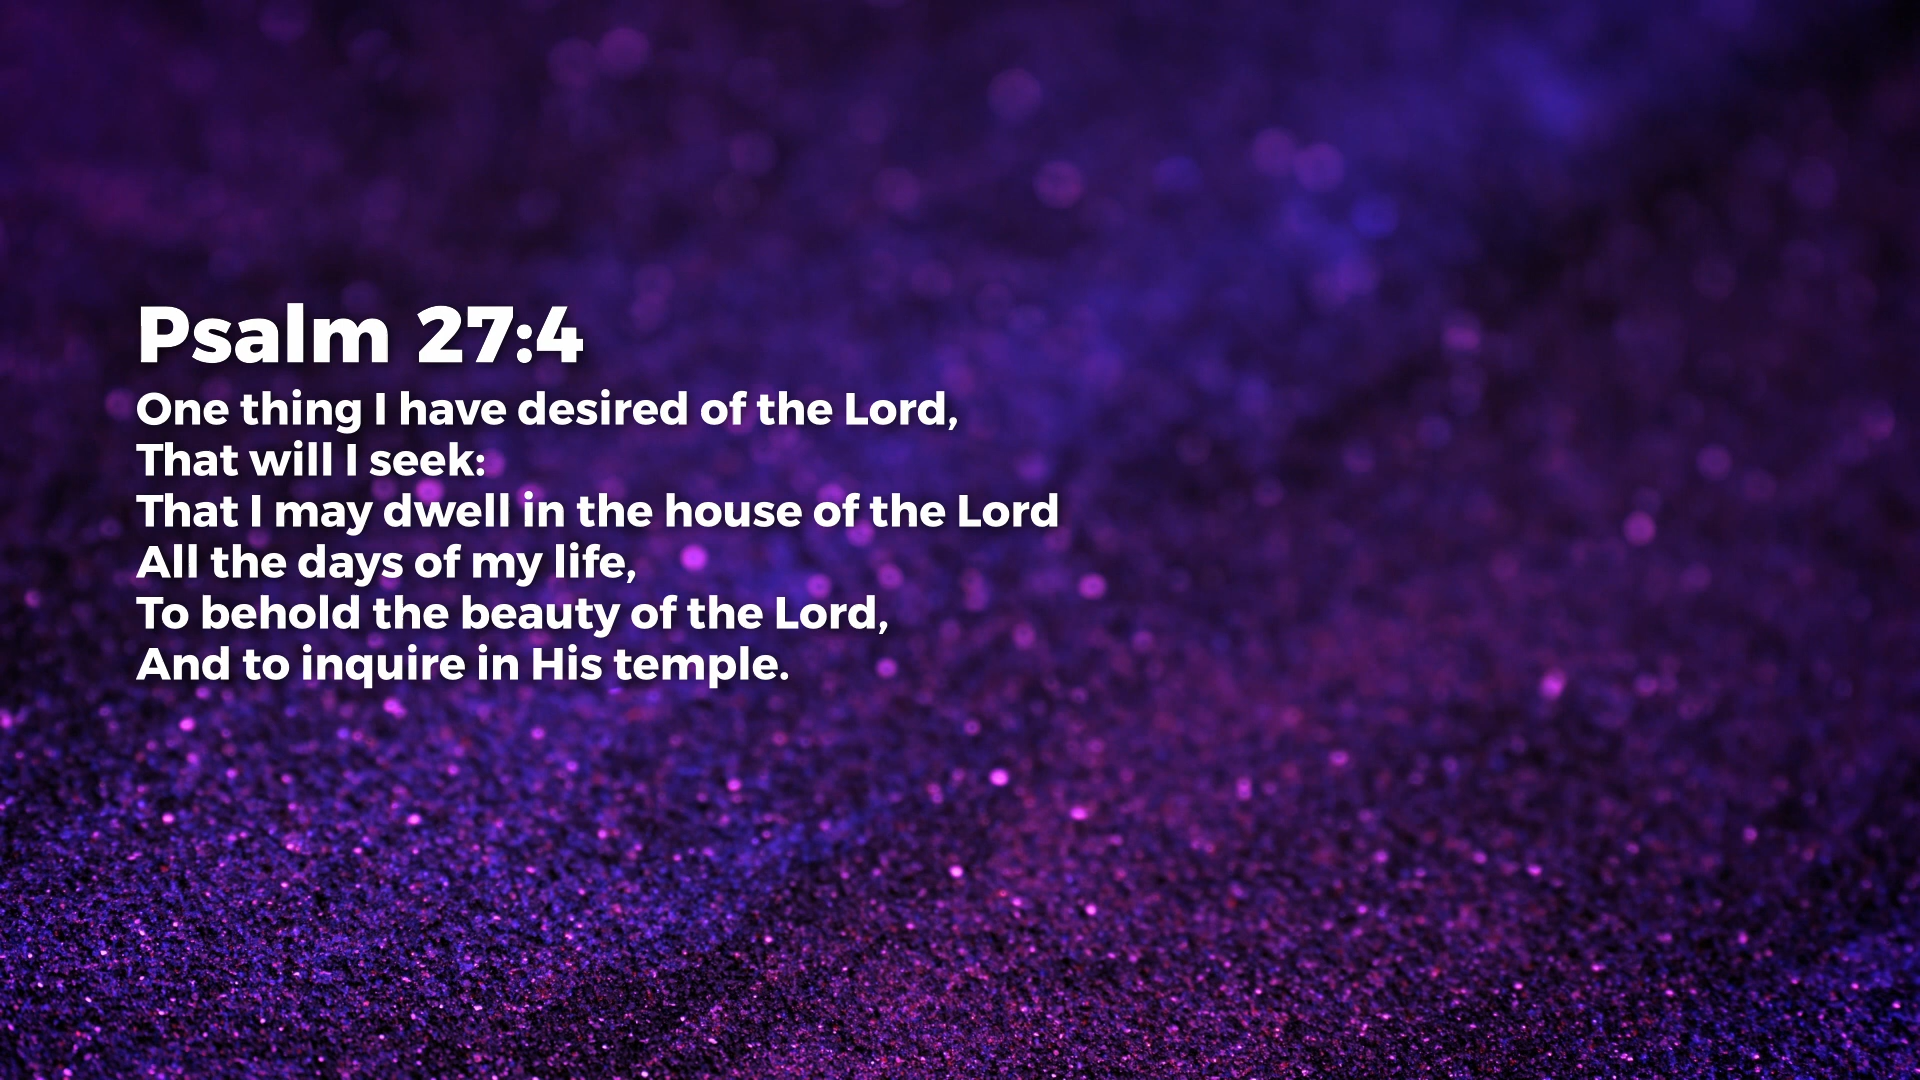 Psalm 27:4
One thing I have desired of the Lord,
That will I seek:
That I may dwell in the house of the Lord
All the days of my life,
To behold the beauty of the Lord,
And to inquire in His temple.